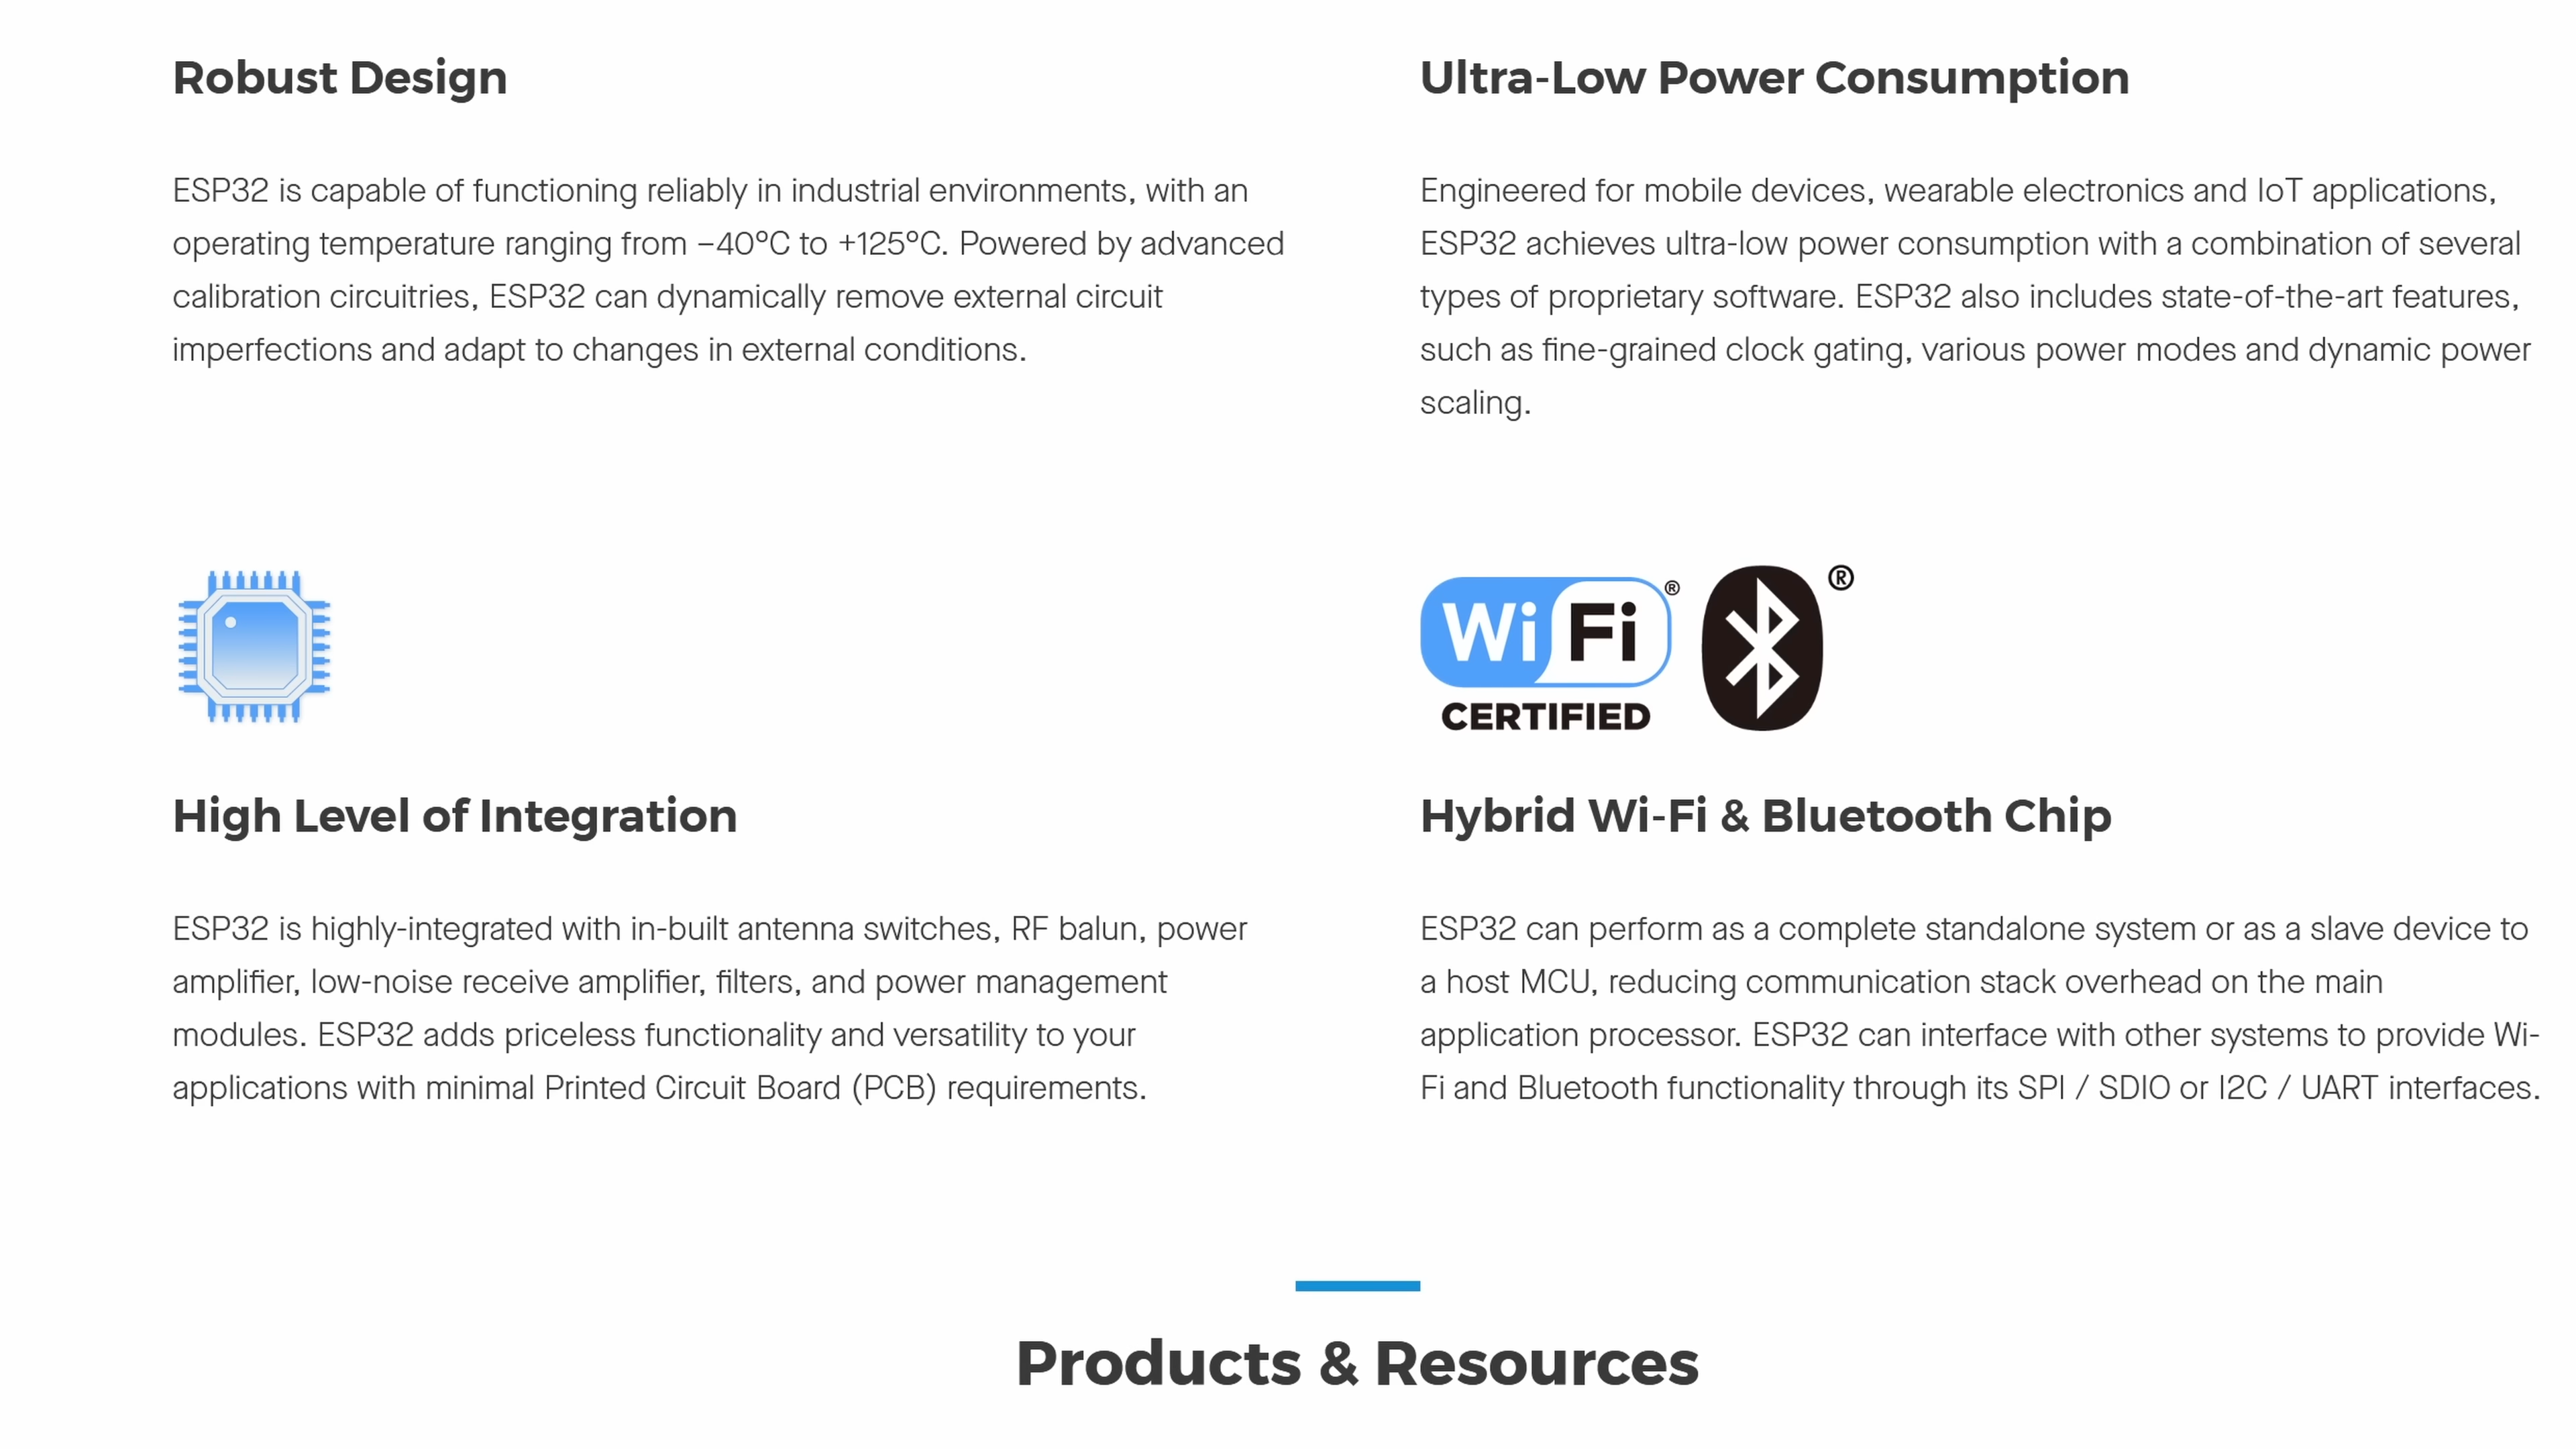 Robust Design
ESP32 is capable of functioning reliably in industrial environments, with an
operating temperature ranging from –40°C to +125°C. Powered by advanced
calibration circuitries, ESP32 can dynamically remove external circuit
imperfections and adapt to changes in external conditions.
Ultra-Low Power Consumption
Engineered for mobile devices, wearable electronics and IoT applications,
ESP32 achieves ultra-low power consumption with a combination of several
types of proprietary software. ESP32 also includes state-of-the-art features,
such as fine-grained clock gating, various power modes and dynamic power
scaling.
High Level of Integration
ESP32 is highly-integrated with in-built antenna switches, RF balun, power
amplifier, low-noise receive amplifier, filters, and power management
modules. ESP32 adds priceless functionality and versatility to your
applications with minimal Printed Circuit Board (PCB) requirements.
Wi Fi ® ®
CERTIFIED
Hybrid Wi-Fi & Bluetooth Chip
ESP32 can perform as a complete standalone system or as a slave device to
a host MCU, reducing communication stack overhead on the main
application processor. ESP32 can interface with other systems to provide Wi-
Fi and Bluetooth functionality through its SPI / SDIO or I2C / UART interfaces.
Products & Resources